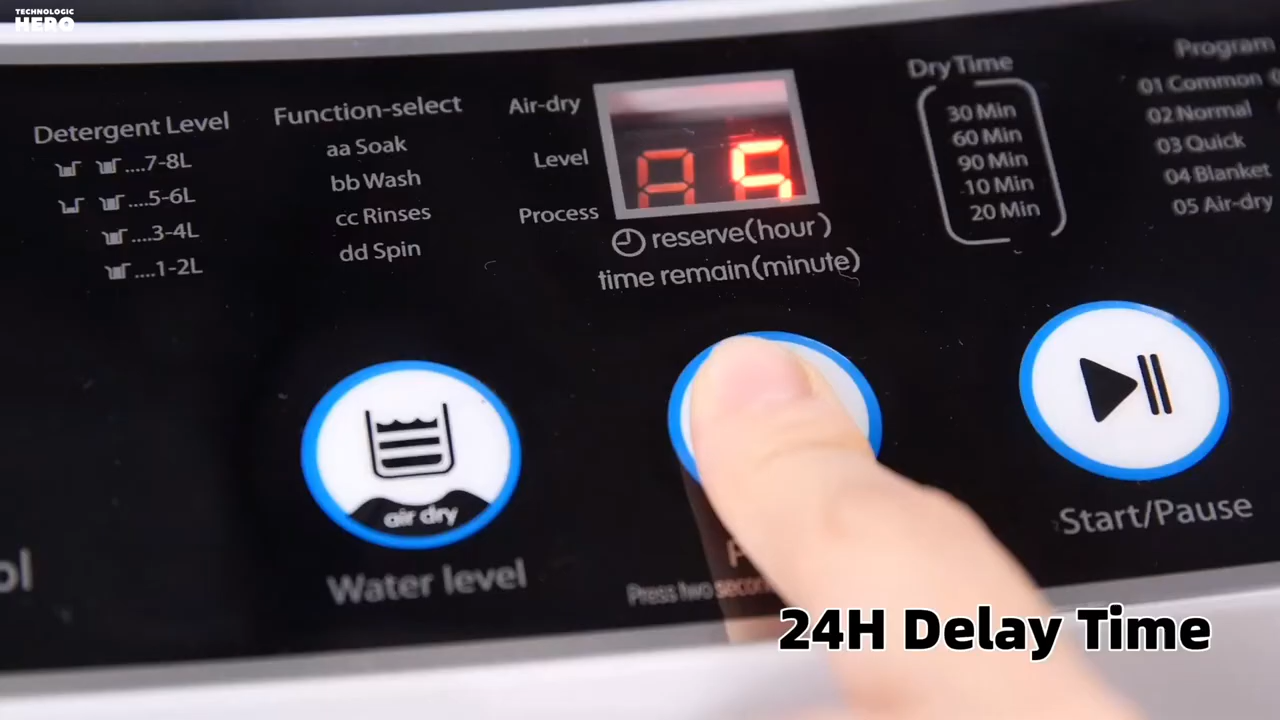 TECHNOLOGIC
HERO
Detergent Level
....7-8L
....5-6L
....3-4L
....1-2L
Function-select
aa Soak
bb Wash
cc Rinses
dd Spin
Air-dry
Level
Process
reserve(hour)
time remain(minute)
Dry Time
30 Min
60 Min
90 Min
.10 Min
20 Min
Program
01 Common
02 Normal
03 Quick
04 Blanket
05 Air-dry
air dry
Water level
Press two
Start/Pause
24H Delay Time